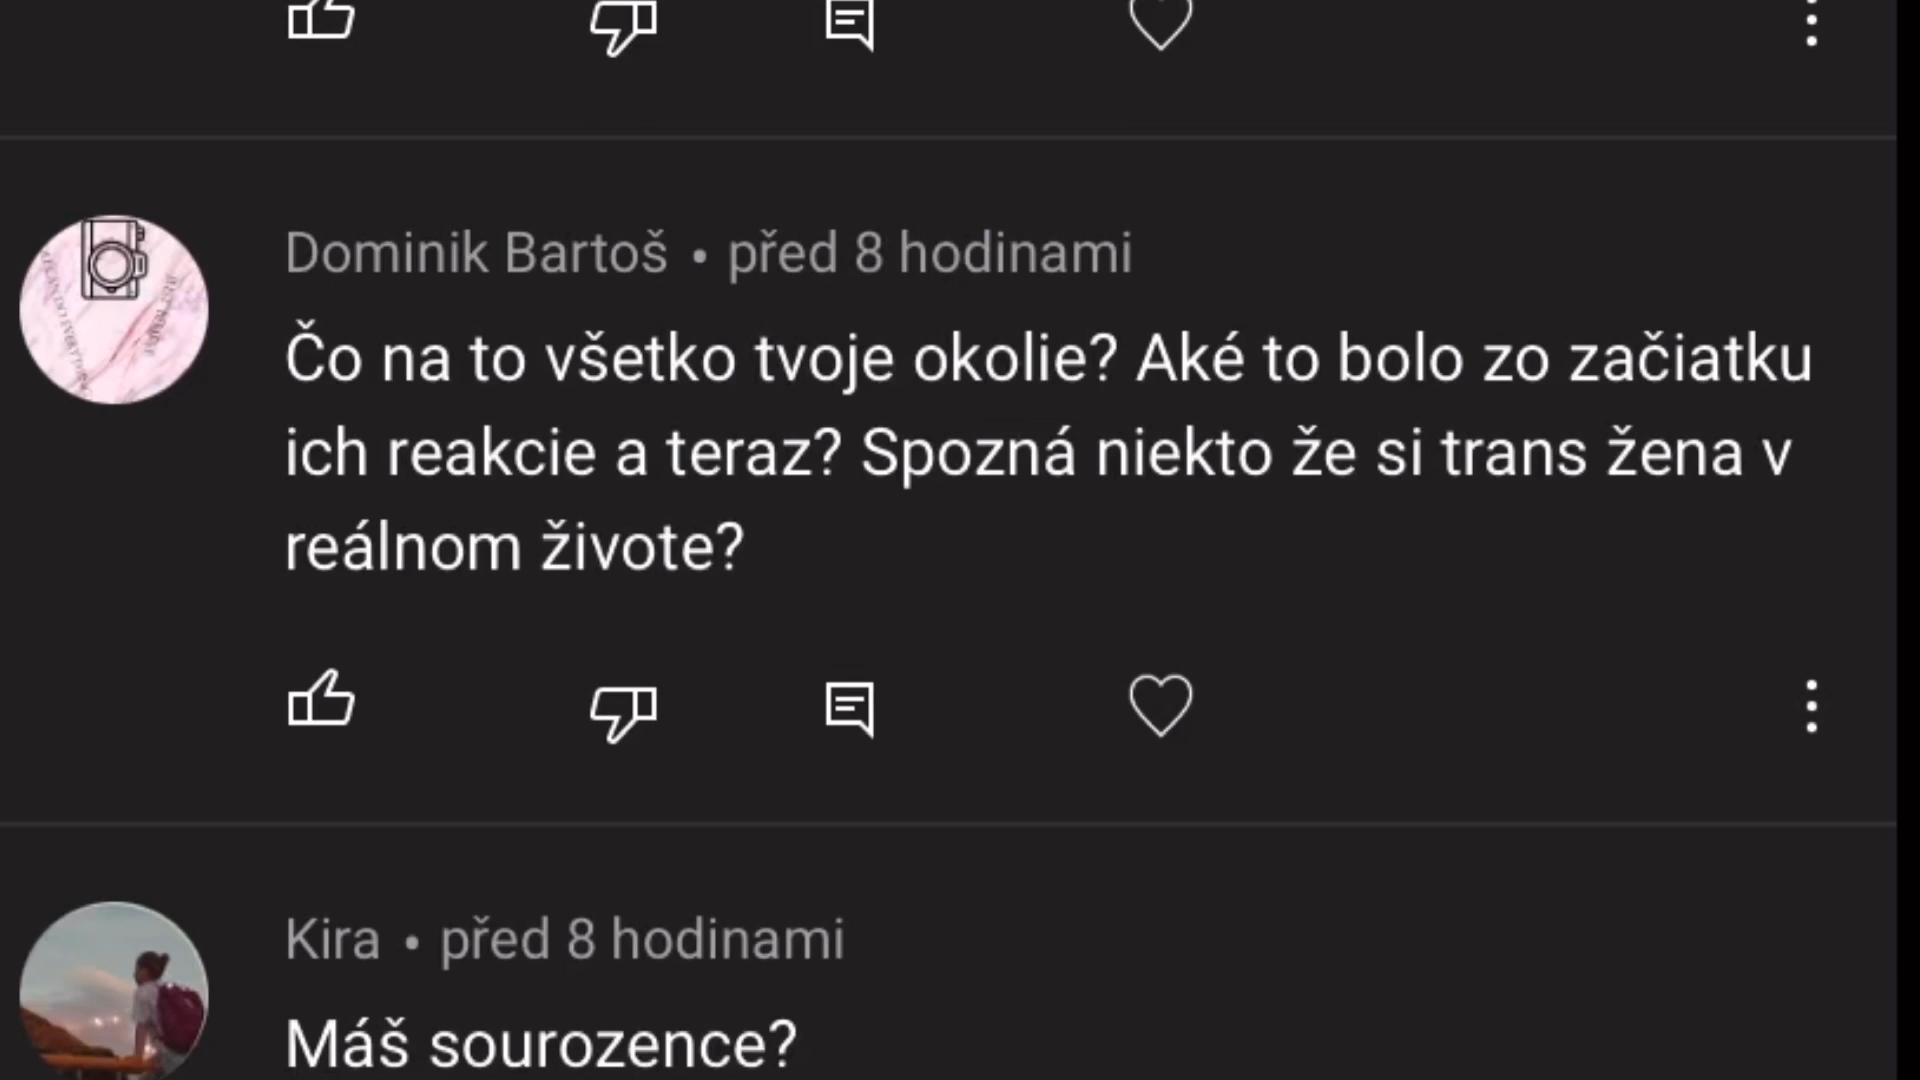 Dominik Bartoš • před 8 hodinami
Čo na to všetko tvoje okolie? Aké to bolo zo začiatku
ich reakcie a teraz? Spozná niekto že si trans žena v
reálnom živote?
Kira • před 8 hodinami
Máš sourozence?